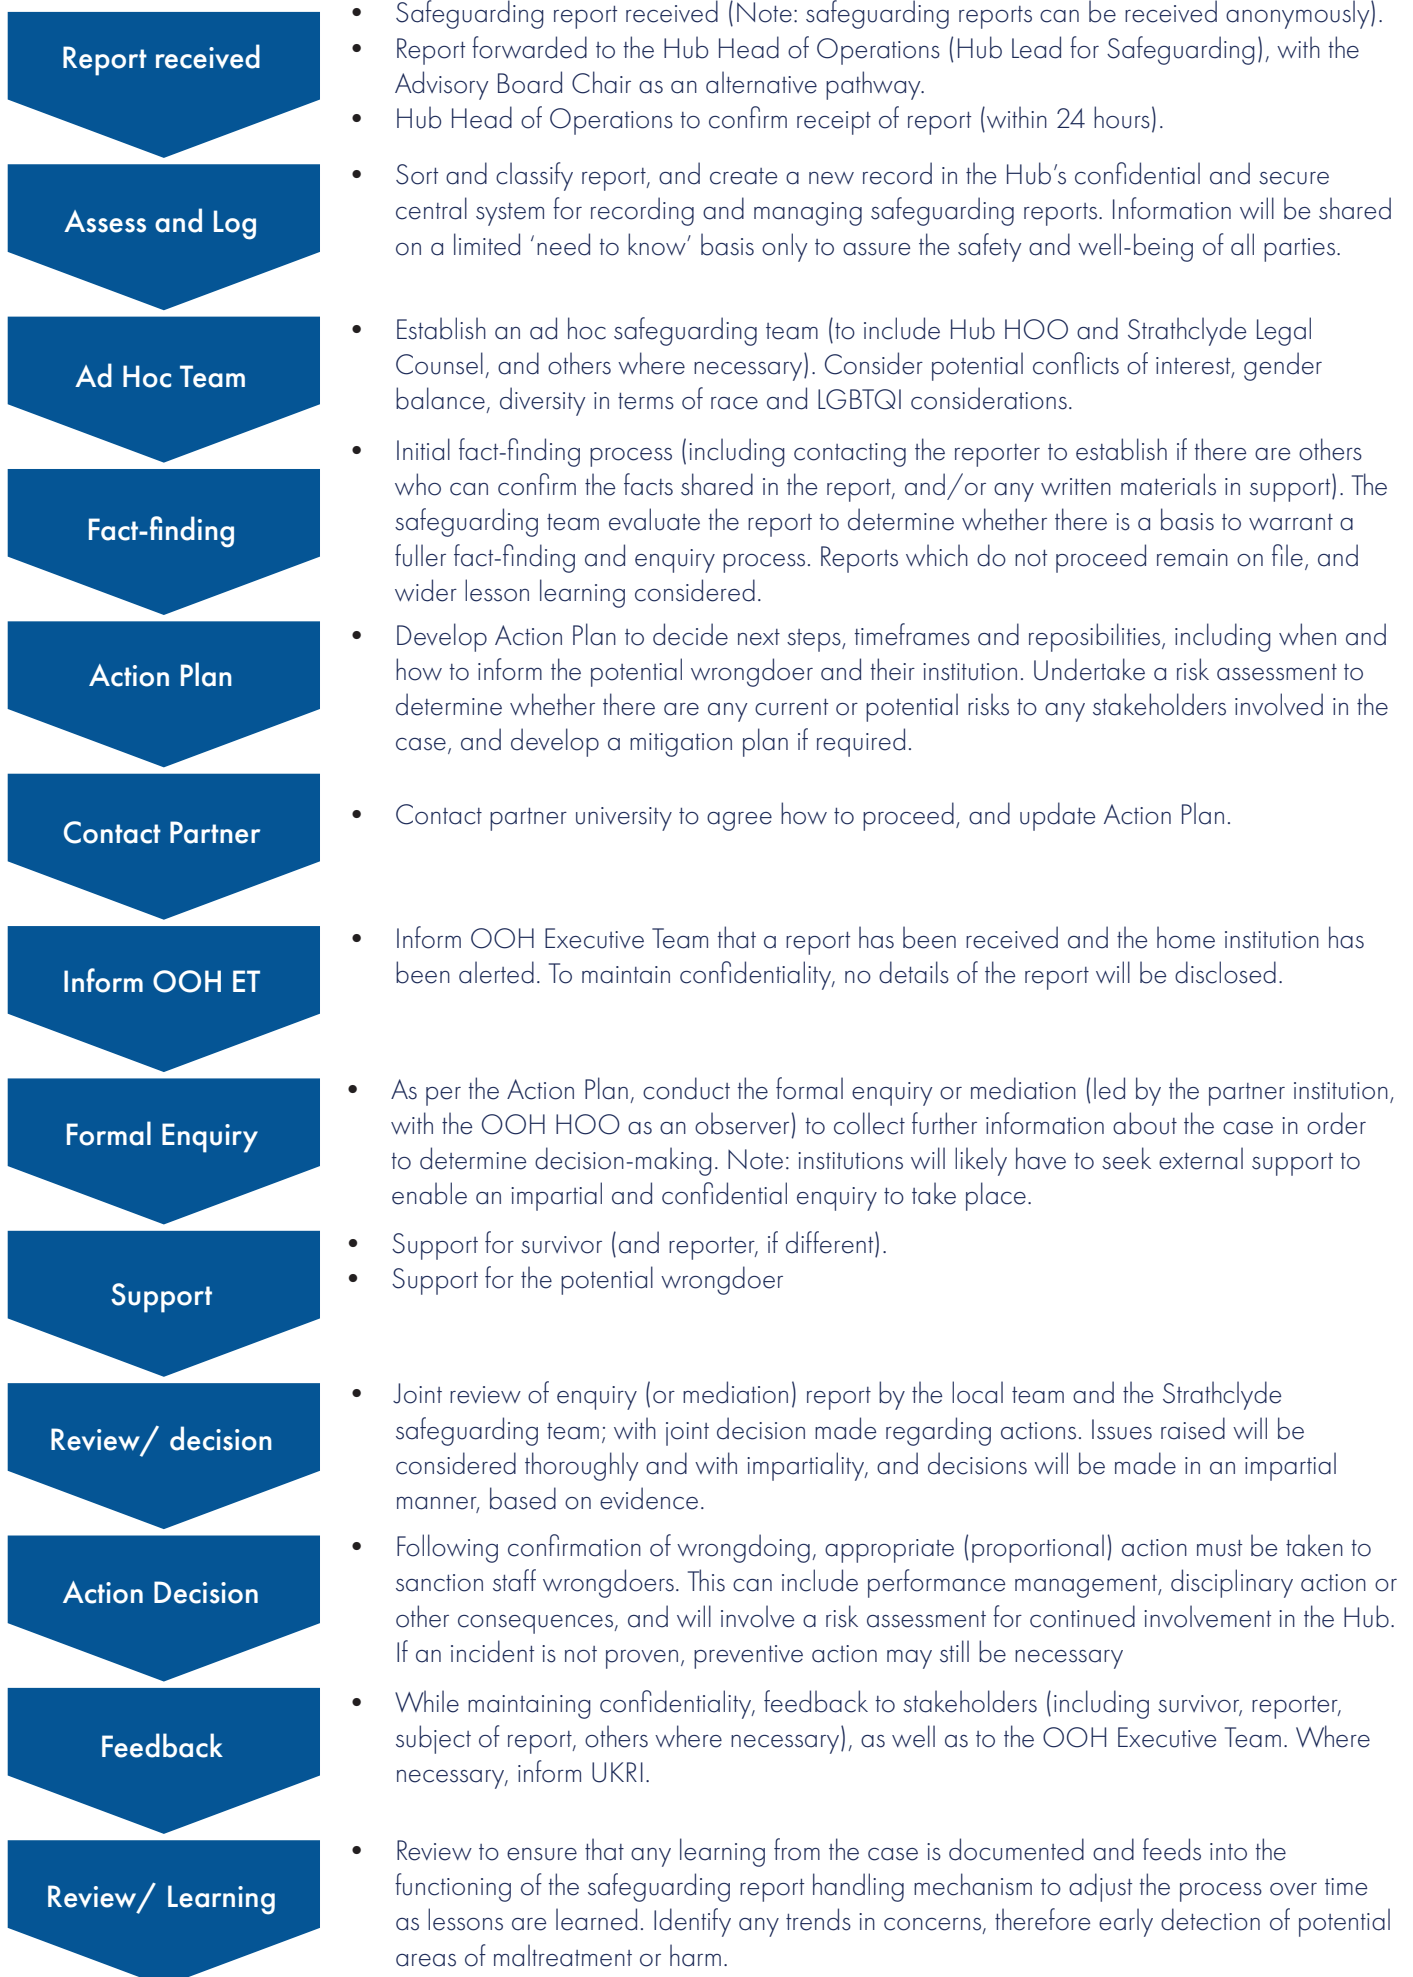 Report received
• Safeguarding report received (Note: safeguarding reports can be received anonymously).
• Report forwarded to the Hub Head of Operations (Hub Lead for Safeguarding), with the
Advisory Board Chair as an alternative pathway.
• Hub Head of Operations to confirm receipt of report (within 24 hours).
Assess and Log
• Sort and classify report, and create a new record in the Hub's confidential and secure
central system for recording and managing safeguarding reports. Information will be shared
on a limited 'need to know' basis only to assure the safety and well-being of all parties.
Ad Hoc Team
• Establish an ad hoc safeguarding team (to include Hub HOO and Strathclyde Legal
Counsel, and others where necessary). Consider potential conflicts of interest, gender
balance, diversity in terms of race and LGBTQI considerations.
Fact-finding
• Initial fact-finding process (including contacting the reporter to establish if there are others
who can confirm the facts shared in the report, and/or any written materials in support). The
safeguarding team evaluate the report to determine whether there is a basis to warrant a
fuller fact-finding and enquiry process. Reports which do not proceed remain on file, and
wider lesson learning considered.
Action Plan
• Develop Action Plan to decide next steps, timeframes and reposibilities, including when and
how to inform the potential wrongdoer and their institution. Undertake a risk assessment to
determine whether there are any current or potential risks to any stakeholders involved in the
case, and develop a mitigation plan if required.
Contact Partner
• Contact partner university to agree how to proceed, and update Action Plan.
Inform OOH ET
• Inform OOH Executive Team that a report has been received and the home institution has
been alerted. To maintain confidentiality, no details of the report will be disclosed.
Formal Enquiry
• As per the Action Plan, conduct the formal enquiry or mediation (led by the partner institution,
with the OOH HOO as an observer) to collect further information about the case in order
to determine decision-making. Note: institutions will likely have to seek external support to
enable an impartial and confidential enquiry to take place.
Support
• Support for survivor (and reporter, if different).
• Support for the potential wrongdoer
Review/ decision
• Joint review of enquiry (or mediation) report by the local team and the Strathclyde
safeguarding team; with joint decision made regarding actions. Issues raised will be
considered thoroughly and with impartiality, and decisions will be made in an impartial
manner, based on evidence.
Action Decision
• Following confirmation of wrongdoing, appropriate (proportional) action must be taken to
sanction staff wrongdoers. This can include performance management, disciplinary action or
other consequences, and will involve a risk assessment for continued involvement in the Hub.
If an incident is not proven, preventive action may still be necessary
Feedback
• While maintaining confidentiality, feedback to stakeholders (including survivor, reporter,
subject of report, others where necessary), as well as to the OOH Executive Team. Where
necessary, inform UKRI.
Review/ Learning
• Review to ensure that any learning from the case is documented and feeds into the
functioning of the safeguarding report handling mechanism to adjust the process over time
as lessons are learned. Identify any trends in concerns, therefore early detection of potential
areas of maltreatment or harm.